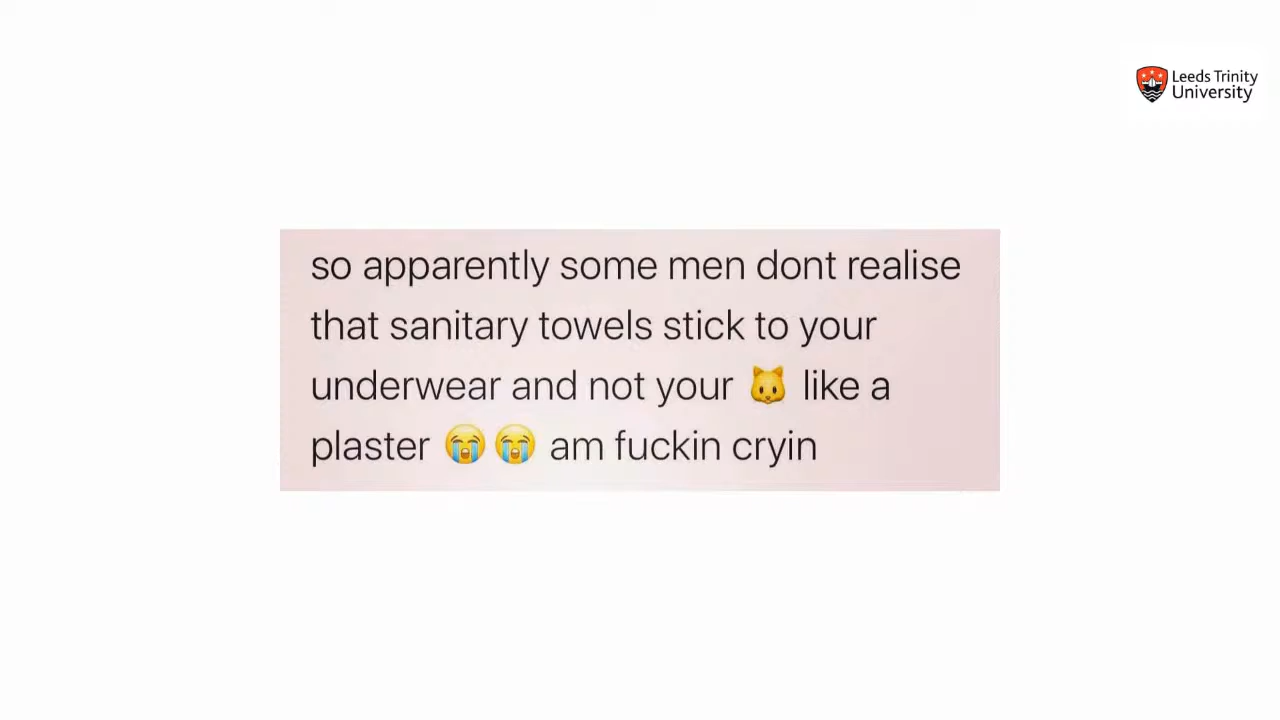 Leeds Trinity
University
so apparently some men dont realise
that sanitary towels stick to your
underwear and not your 🐱 like a
plaster 😭😭 am fuckin cryin